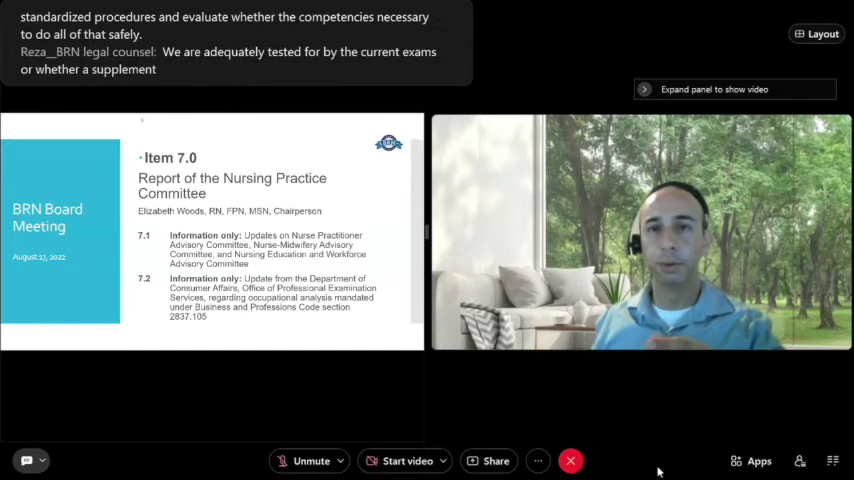 standardized procedures and evaluate whether the competencies necessary
to do all of that safely.
Reza__BRN legal counsel: We are adequately tested for by the current exams
or whether a supplement
Layout
Expand panel to show video
BRN Board
Meeting
August 17, 2022
BRN
•Item 7.0
Report of the Nursing Practice
Committee
Elizabeth Woods, RN, FPN, MSN, Chairperson
7.1 Information only: Updates on Nurse Practitioner
Advisory Committee, Nurse-Midwifery Advisory
Committee, and Nursing Education and Workforce
Advisory Committee
7.2 Information only: Update from the Department of
Consumer Affairs, Office of Professional Examination
Services, regarding occupational analysis mandated
under Business and Professions Code section
2837.105
Unmute
Start video
Share
Apps